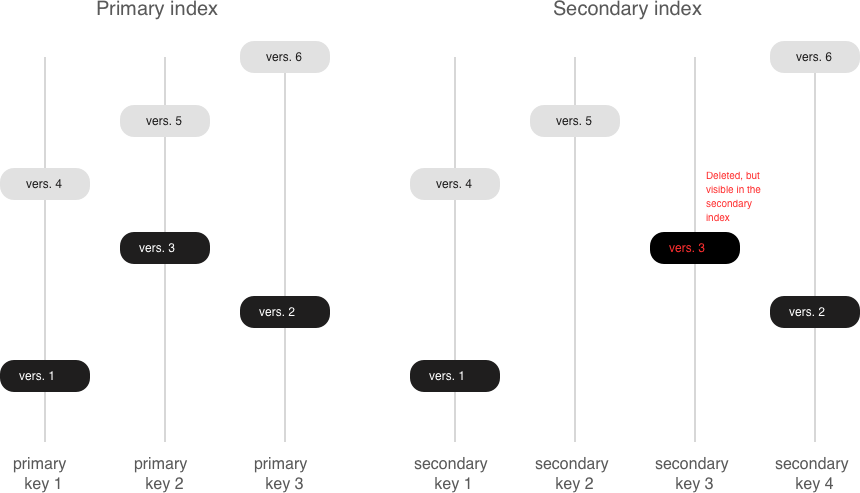 Primary index
Secondary index
vers. 6
vers. 6
vers. 5
vers. 5
vers. 4
vers. 4
Deleted, but
visible in the
secondary
index
vers. 3
vers. 3
vers. 2
vers. 2
vers. 1
vers. 1
primary
key 1
primary
key 2
primary
key 3
secondary
key 1
secondary
key 2
secondary
key 3
secondary
key 4